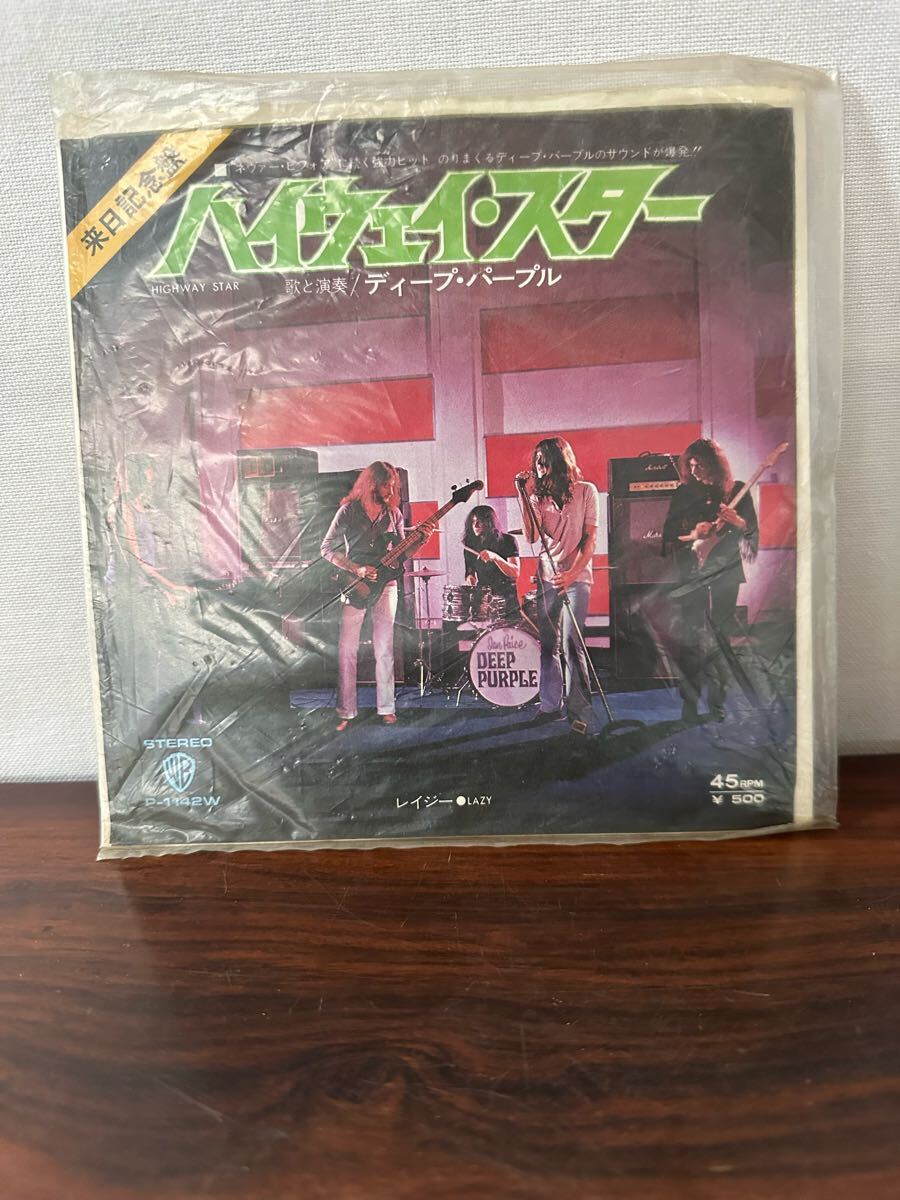 来日記念盤
"ネヴァー・ビフォア"に続く強力ヒット のりまくるディープ・パープルのサウンドが爆発!!
ハイウェイ・スター
HIGHWAY STAR 歌と演奏/ディープ・パープル
Marshall
Ian Paice
DEEP
PURPLE
STEREO
W
P-1142W
45RPM
¥ 500
レイジー●LAZY